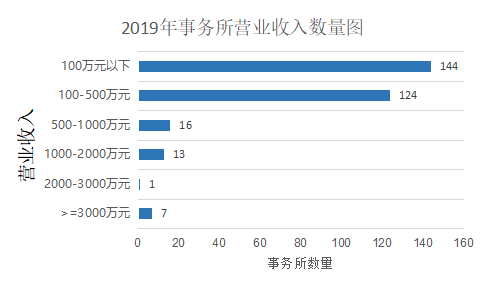 2019年事务所营业收入数量图
营业收入
100万元以下 144
100-500万元 124
500-1000万元 16
1000-2000万元 13
2000-3000万元 1
>=3000万元 7
0 20 40 60 80 100 120 140 160
事务所数量